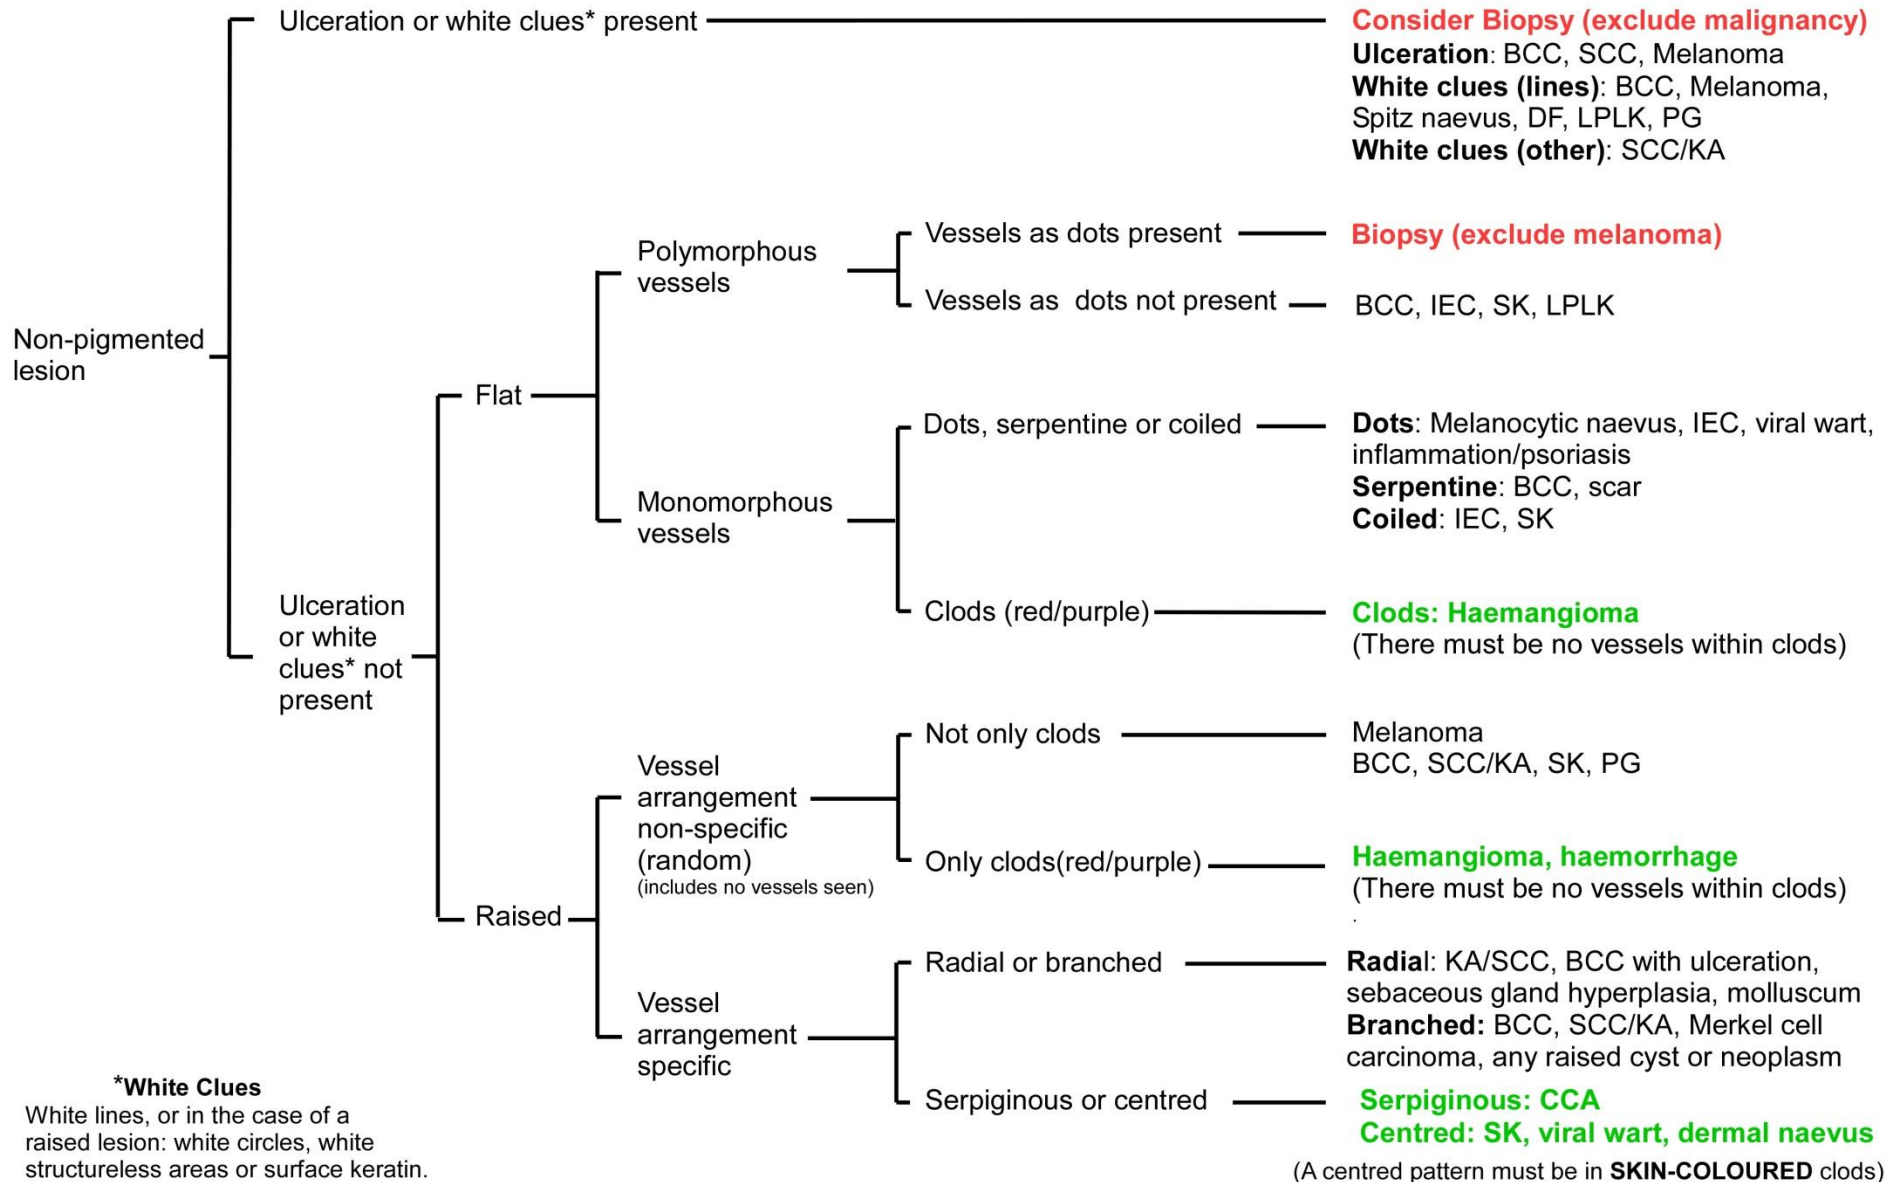 Ulceration or white clues* present
Consider Biopsy (exclude malignancy)
Ulceration: BCC, SCC, Melanoma
White clues (lines): BCC, Melanoma,
Spitz naevus, DF, LPLK, PG
White clues (other): SCC/KA
Polymorphous
vessels
Vessels as dots present
Biopsy (exclude melanoma)
Vessels as dots not present
BCC, IEC, SK, LPLK
Non-pigmented
lesion
Flat
Monomorphous
vessels
Dots, serpentine or coiled
Dots: Melanocytic naevus, IEC, viral wart,
inflammation/psoriasis
Serpentine: BCC, scar
Coiled: IEC, SK
Clods (red/purple)
Clods: Haemangioma
(There must be no vessels within clods)
Ulceration
or white
clues* not
present
Vessel
arrangement
non-specific
(random)
(includes no vessels seen)
Not only clods
Melanoma
BCC, SCC/KA, SK, PG
Only clods(red/purple)
Haemangioma, haemorrhage
(There must be no vessels within clods)
.
Raised
Vessel
arrangement
specific
Radial or branched
Radial: KA/SCC, BCC with ulceration,
sebaceous gland hyperplasia, molluscum
Branched: BCC, SCC/KA, Merkel cell
carcinoma, any raised cyst or neoplasm
Serpiginous or centred
Serpiginous: CCA
Centred: SK, viral wart, dermal naevus
(A centred pattern must be in SKIN-COLOURED clods)
*White Clues
White lines, or in the case of a
raised lesion: white circles, white
structureless areas or surface keratin.